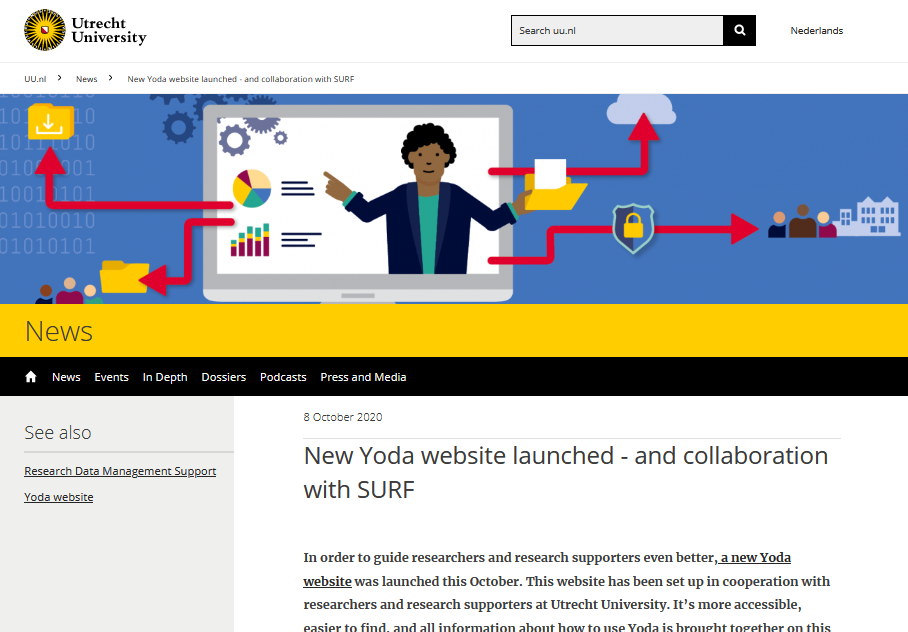 Utrecht
University
Search uu.nl
Nederlands
UU.nl > News > New Yoda website launched - and collaboration with SURF
10
1010
01010
News
News Events In Depth Dossiers Podcasts Press and Media
See also
Research Data Management Support
Yoda website
8 October 2020
New Yoda website launched - and collaboration
with SURF
In order to guide researchers and research supporters even better, a new Yoda
website was launched this October. This website has been set up in cooperation with
researchers and research supporters at Utrecht University. It's more accessible,
easier to find, and all information about how to use Yoda is brought together on this